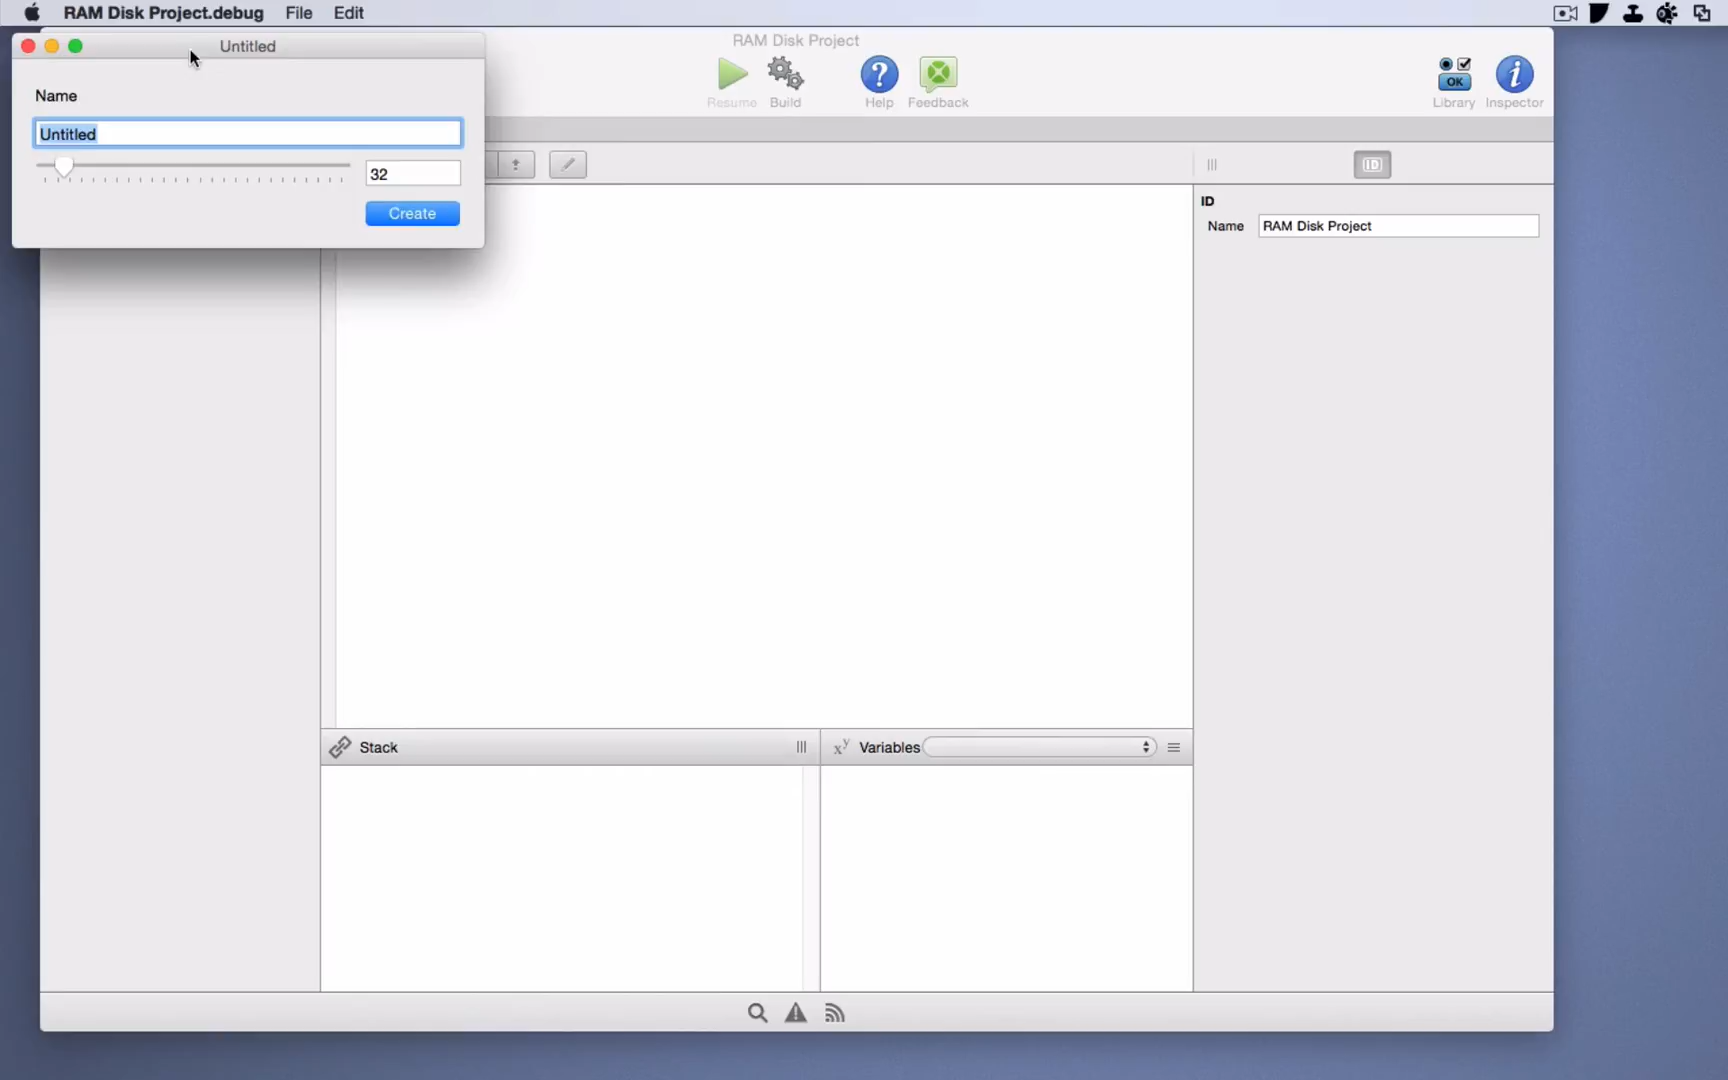 RAM Disk Project.debug File Edit
Untitled
RAM Disk Project
Name
Untitled
32
Create
Resume Build Help Feedback
OK
Library Inspector
ID
Name RAM Disk Project
Stack
xy Variables